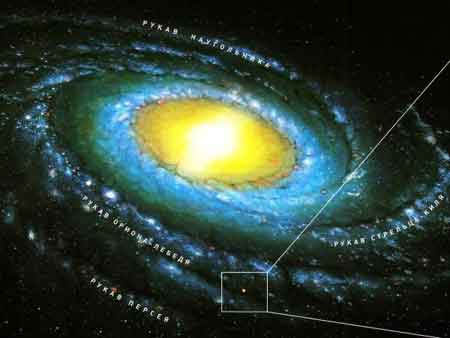 РУКАВ НАУГОЛЬНИКА
РУКАВ ОРИОНА-ЛЕБЕДЯ
РУКАВ СТРЕЛЬЦА-КИЛЯ
РУКАВ ПЕРСЕЯ